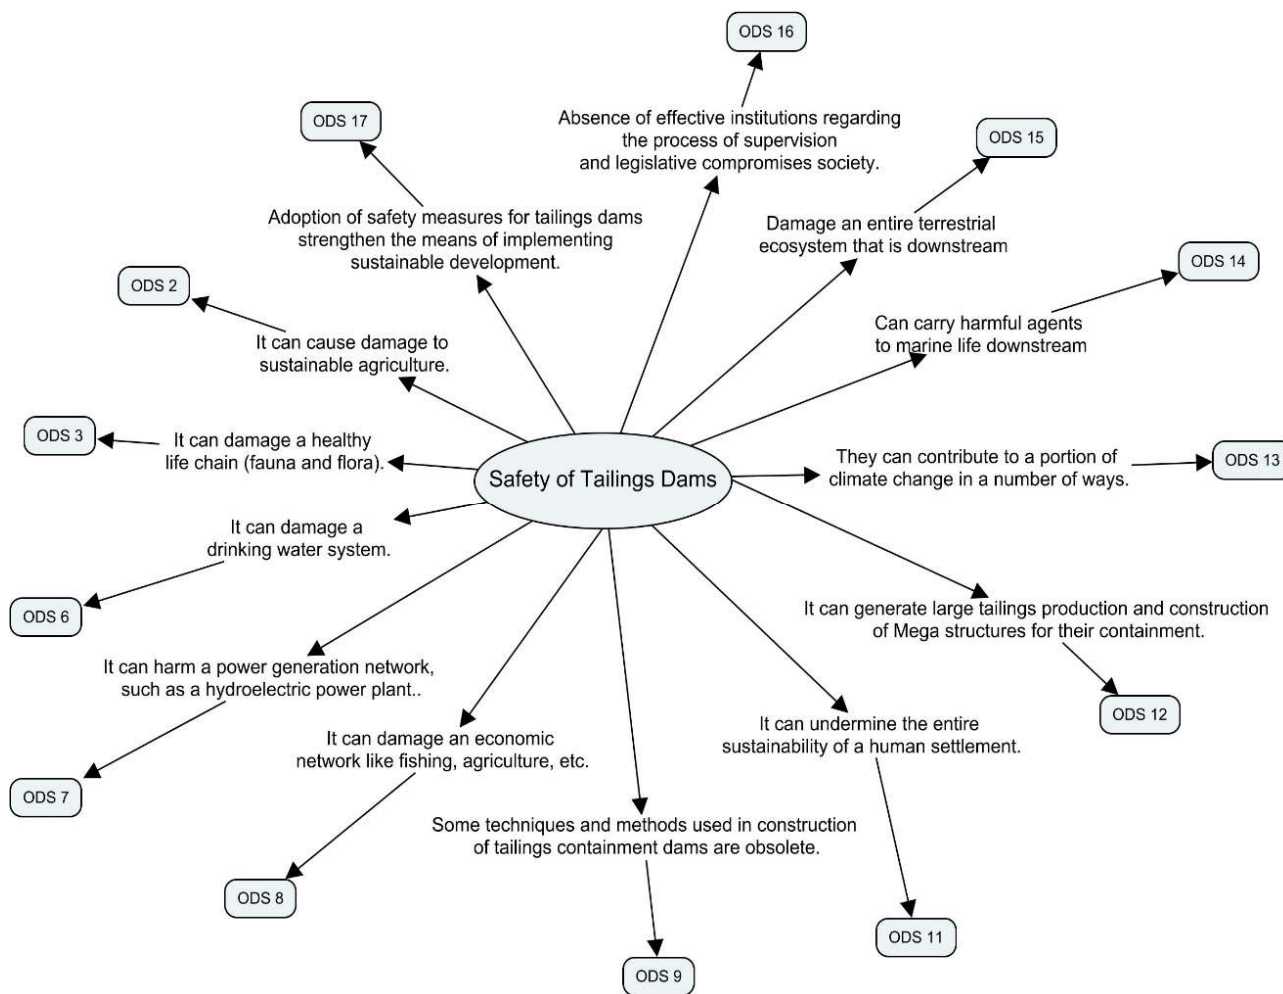 ODS 16
Absence of effective institutions regarding
the process of supervision
and legislative compromises society.
ODS 17
Adoption of safety measures for tailings dams
strengthen the means of implementing
sustainable development.
ODS 15
Damage an entire terrestrial
ecosystem that is downstream
ODS 14
Can carry harmful agents
to marine life downstream
ODS 2
It can cause damage to
sustainable agriculture.
ODS 3
It can damage a healthy
life chain (fauna and flora).
Safety of Tailings Dams
They can contribute to a portion of
climate change in a number of ways.
ODS 13
It can damage a
drinking water system.
ODS 6
It can generate large tailings production and construction
of Mega structures for their containment.
ODS 12
It can harm a power generation network,
such as a hydroelectric power plant..
ODS 7
It can damage an economic
network like fishing, agriculture, etc.
ODS 8
It can undermine the entire
sustainability of a human settlement.
ODS 11
Some techniques and methods used in construction
of tailings containment dams are obsolete.
ODS 9